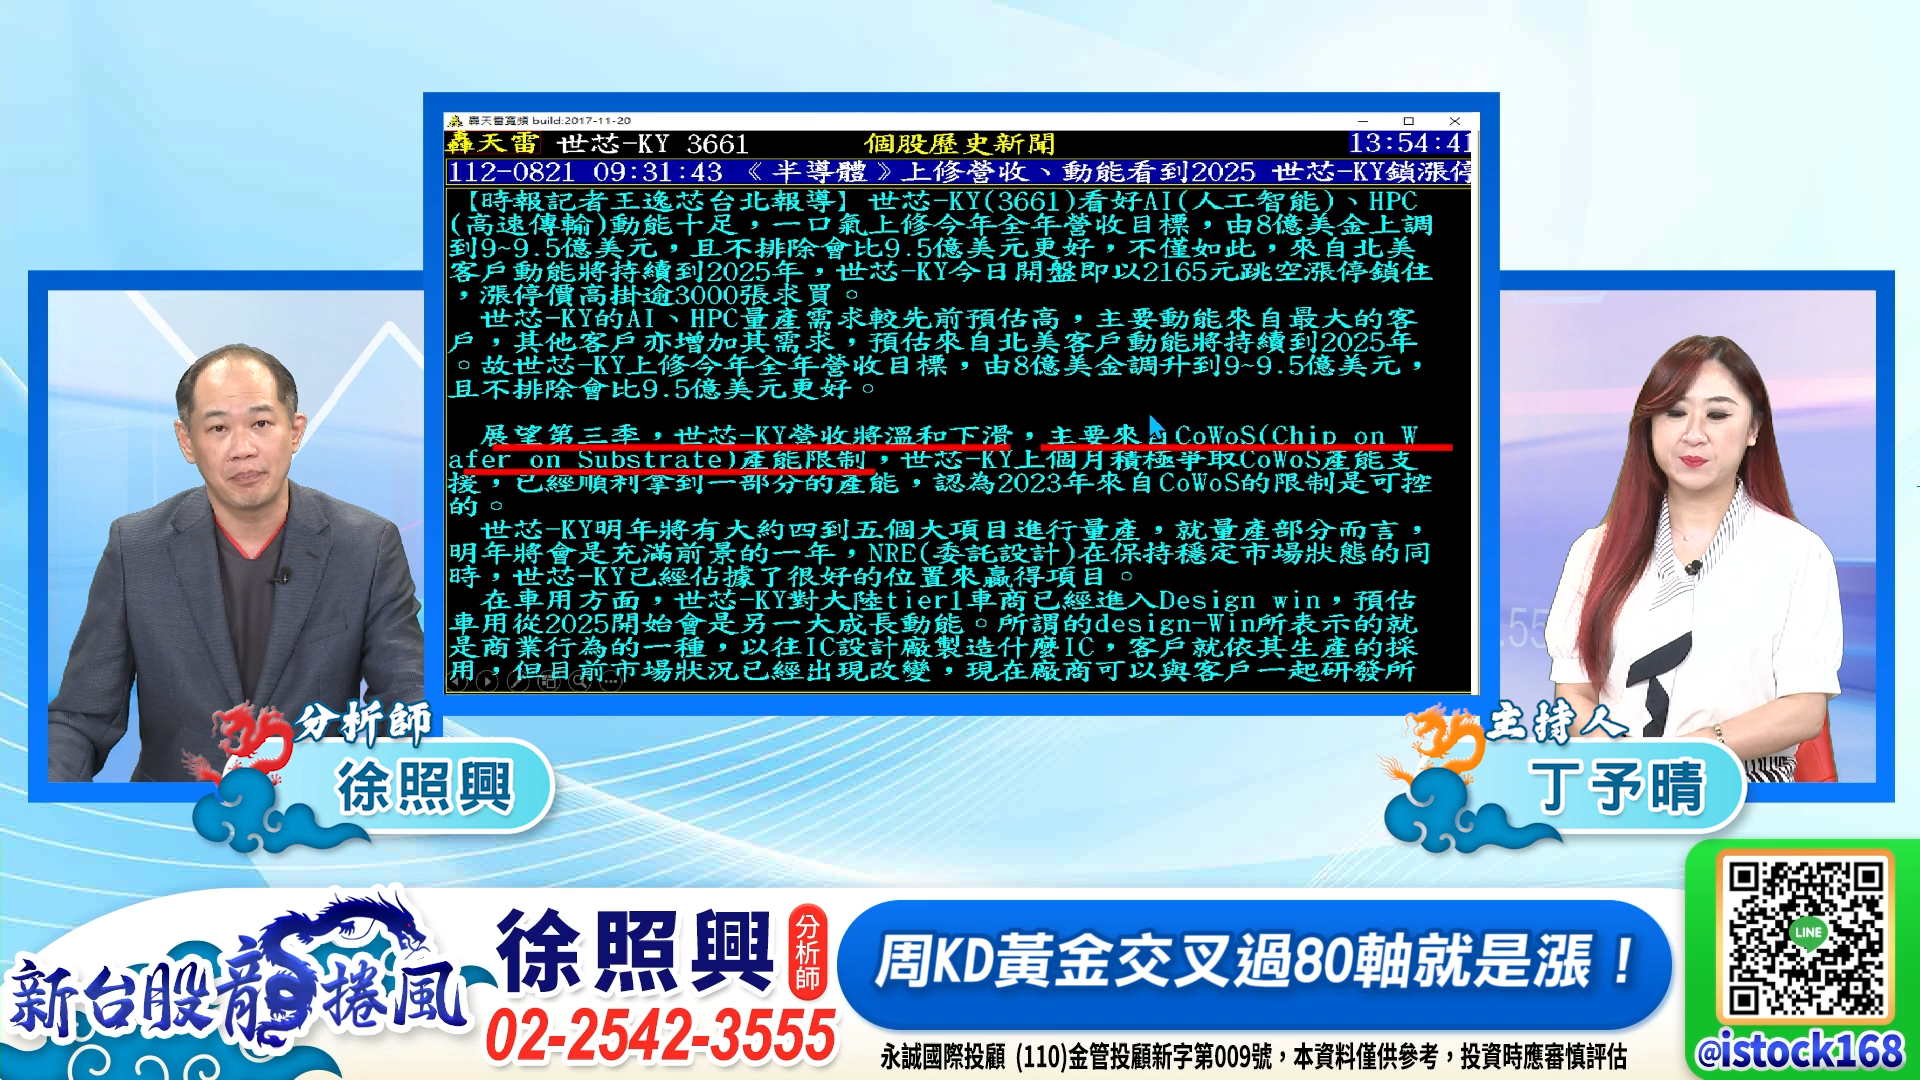 轟天雷寬頻 build:2017-11-20
轟天雷 世芯-KY 3661 個股歷史新聞 13:54:41
112-0821 09:31:43 《半導體》上修營收、動能看到2025 世芯-KY鎖漲停
【時報記者王逸芯台北報導】世芯-KY(3661)看好AI(人工智能)、HPC
(高速傳輸)動能十足，一口氣上修今年全年營收目標，由8億美金上調
到9~9.5億美元，且不排除會比9.5億美元更好，不僅如此，來自北美
客戶動能將持續到2025年，世芯-KY今日開盤即以2165元跳空漲停鎖住
，漲停價高掛逾3000張求買。
世芯-KY的AI、HPC量產需求較先前預估高，主要動能來自最大的客
戶，其他客戶亦增加其需求，預估來自北美客戶動能將持續到2025年
。故世芯-KY上修今年全年營收目標，由8億美金調升到9~9.5億美元，
且不排除會比9.5億美元更好。
展望第三季，世芯-KY營收將溫和下滑，主要來自CoWoS(Chip on W
afer on Substrate)產能限制，世芯-KY上個月積極爭取CoWoS產能支
援，已經順利拿到一部分的產能，認為2023年來自CoWoS的限制是可控
的。
世芯-KY明年將有大約四到五個大項目進行量產，就量產部分而言，
明年將會是充滿前景的一年，NRE(委託設計)在保持穩定市場狀態的同
時，世芯-KY已經佔據了很好的位置來贏得項目。
在車用方面，世芯-KY對大陸tier1車商已經進入Design win，預估
車用從2025開始會是另一大成長動能。所謂的design-Win所表示的就
是商業行為的一種，以往IC設計廠製造什麼IC，客戶就依其生產的採
用，但目前市場狀況已經出現改變，現在廠商可以與客戶一起研發所
分析師
徐照興
主持人
丁予晴
新台股龍捲風
徐照興 分析師
02-2542-3555
周KD黃金交叉過80軸就是漲！
永誠國際投顧 (110)金管投顧新字第009號，本資料僅供參考，投資時應審慎評估
LINE
@istock168